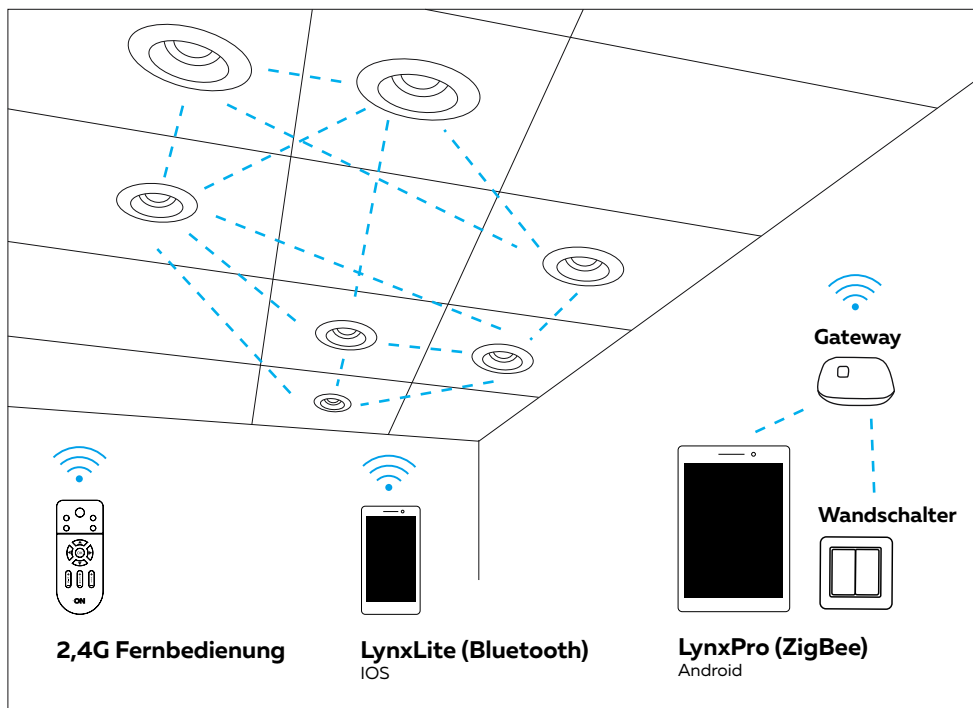 Gateway
Wandschalter
ON
2,4G Fernbedienung
LynxLite (Bluetooth)
IOS
LynxPro (ZigBee)
Android